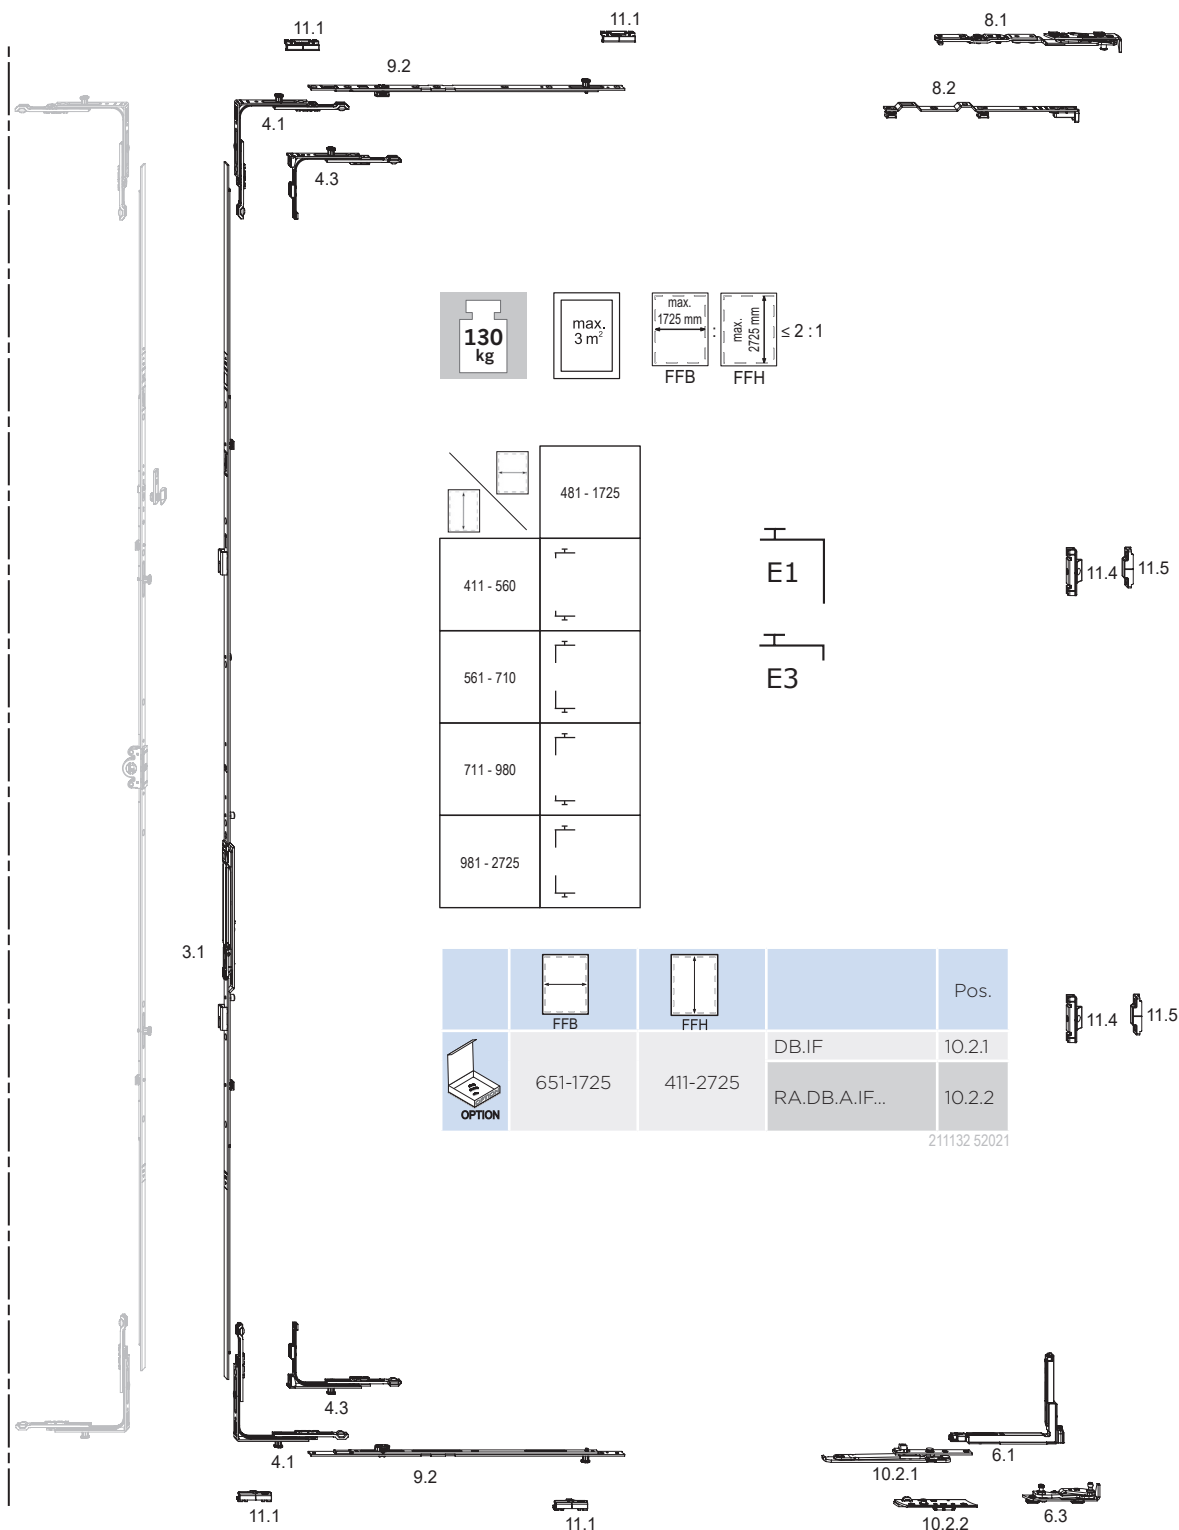 11.1
11.1
8.1
9.2
8.2
4.1
4.3
130
kg
max.
3 m²
max.
1725 mm
FFB
:
max.
2725 mm
FFH
≤ 2 : 1
481 - 1725
411 - 560
561 - 710
711 - 980
981 - 2725
E1
E3
11.4
11.5
3.1
FFB
FFH
Pos.
OPTION
651-1725
411-2725
DB.IF
10.2.1
RA.DB.A.IF...
10.2.2
211132 52021
11.4
11.5
4.3
4.1
9.2
10.2.1
6.1
11.1
11.1
10.2.2
6.3